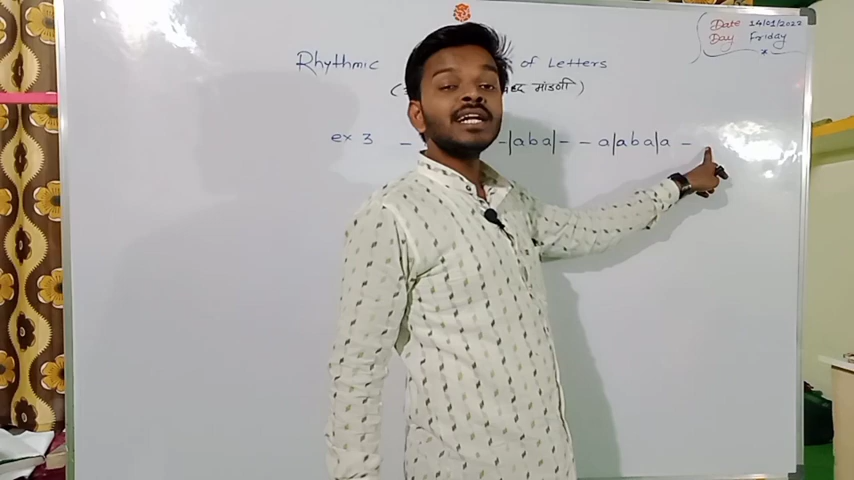 Date 14/01/2022
Day Friday
Rhythmic of Letters
मांडणी)
ex 3 _ -|aba|- - - a|aba|a -